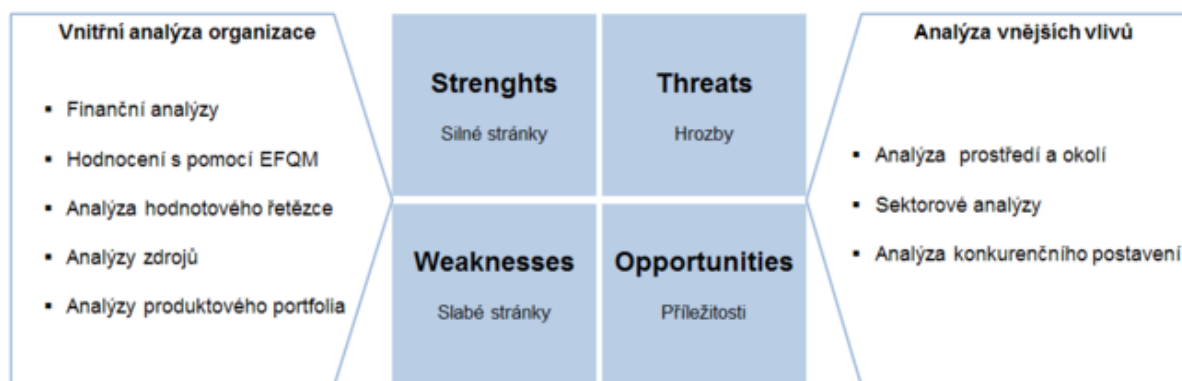 Vnitřní analýza organizace
▪ Finanční analýzy
▪ Hodnocení s pomocí EFQM
▪ Analýza hodnotového řetězce
▪ Analýzy zdrojů
▪ Analýzy produktového portfolia
Strenghts
Silné stránky
Threats
Hrozby
Weaknesses
Slabé stránky
Opportunities
Příležitosti
Analýza vnějších vlivů
▪ Analýza prostředí a okolí
▪ Sektorové analýzy
▪ Analýza konkurenčního postavení